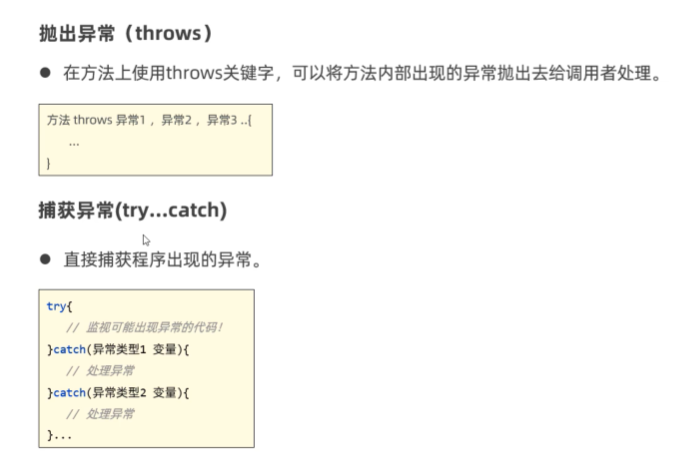 抛出异常（throws）
● 在方法上使用throws关键字，可以将方法内部出现的异常抛出去给调用者处理。
方法 throws 异常1 ，异常2 ，异常3 ..{
...
}
捕获异常(try...catch)
● 直接捕获程序出现的异常。
try{
// 监视可能出现异常的代码!
}catch(异常类型1 变量){
// 处理异常
}catch(异常类型2 变量){
// 处理异常
}...